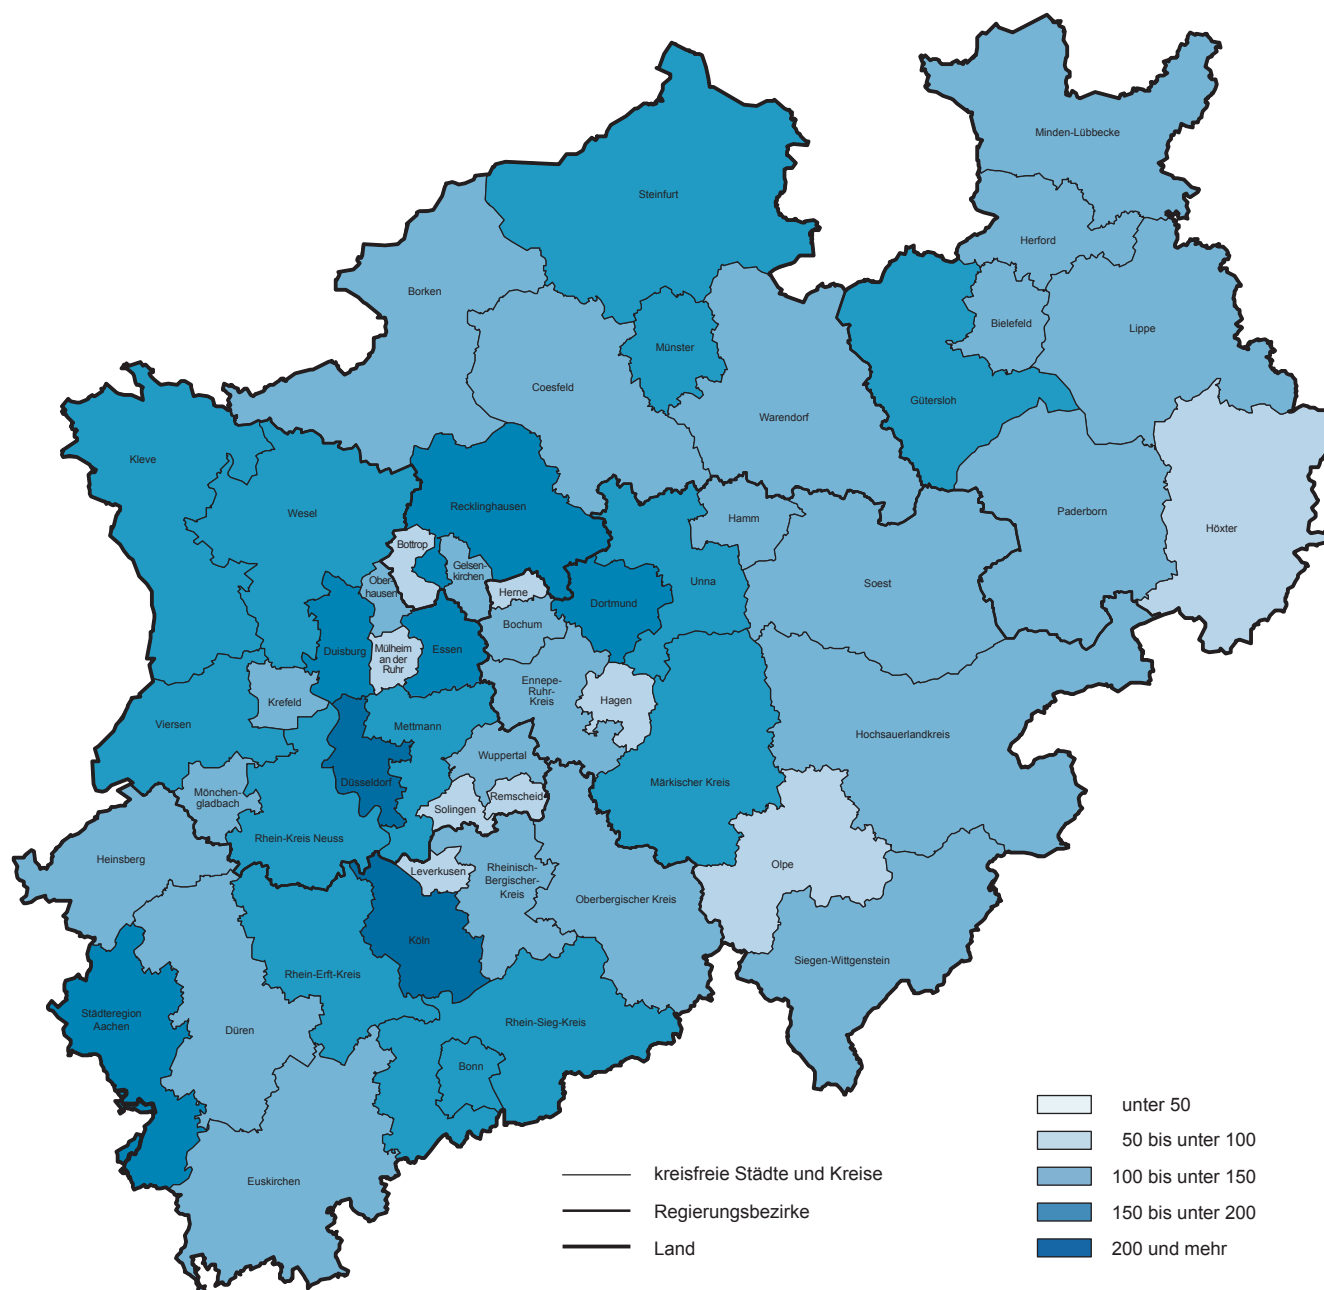 Minden-Lübbecke
Steinfurt
Herford
Borken
Bielefeld
Lippe
Münster
Coesfeld
Gütersloh
Warendorf
Kleve
Recklinghausen
Wesel
Paderborn
Hamm
Höxter
Bottrop
Gelsen-
kirchen
Ober-
hausen
Unna
Soest
Herne
Dortmund
Bochum
Duisburg
Mülheim
an der
Ruhr
Essen
Ennepe-
Ruhr-
Kreis
Hagen
Krefeld
Viersen
Mettmann
Hochsauerlandkreis
Wuppertal
Düsseldorf
Märkischer Kreis
Mönchen-
gladbach
Remscheid
Solingen
Rhein-Kreis Neuss
Heinsberg
Leverkusen
Rheinisch-
Bergischer-
Kreis
Olpe
Oberbergischer Kreis
Köln
Siegen-Wittgenstein
Rhein-Erft-Kreis
Städteregion
Aachen
Düren
Rhein-Sieg-Kreis
Bonn
Euskirchen
kreisfreie Städte und Kreise
Regierungsbezirke
Land
unter 50
50 bis unter 100
100 bis unter 150
150 bis unter 200
200 und mehr